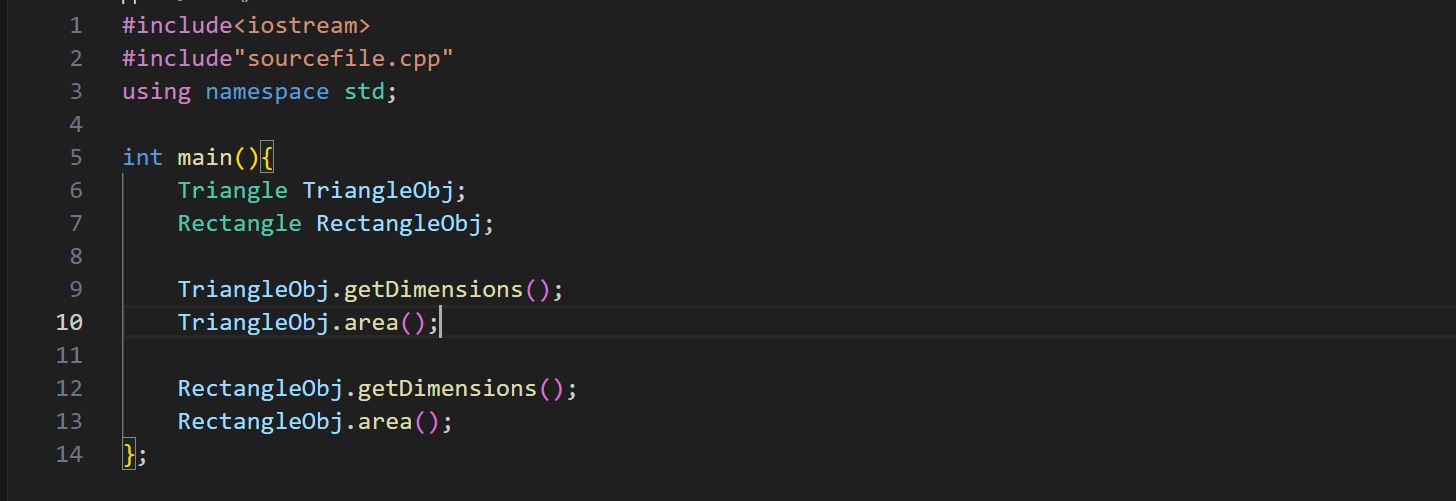 1 #include<iostream>
2 #include"sourcefile.cpp"
3 using namespace std;
4
5 int main(){
6     Triangle TriangleObj;
7     Rectangle RectangleObj;
8
9     TriangleObj.getDimensions();
10     TriangleObj.area();
11
12     RectangleObj.getDimensions();
13     RectangleObj.area();
14 };